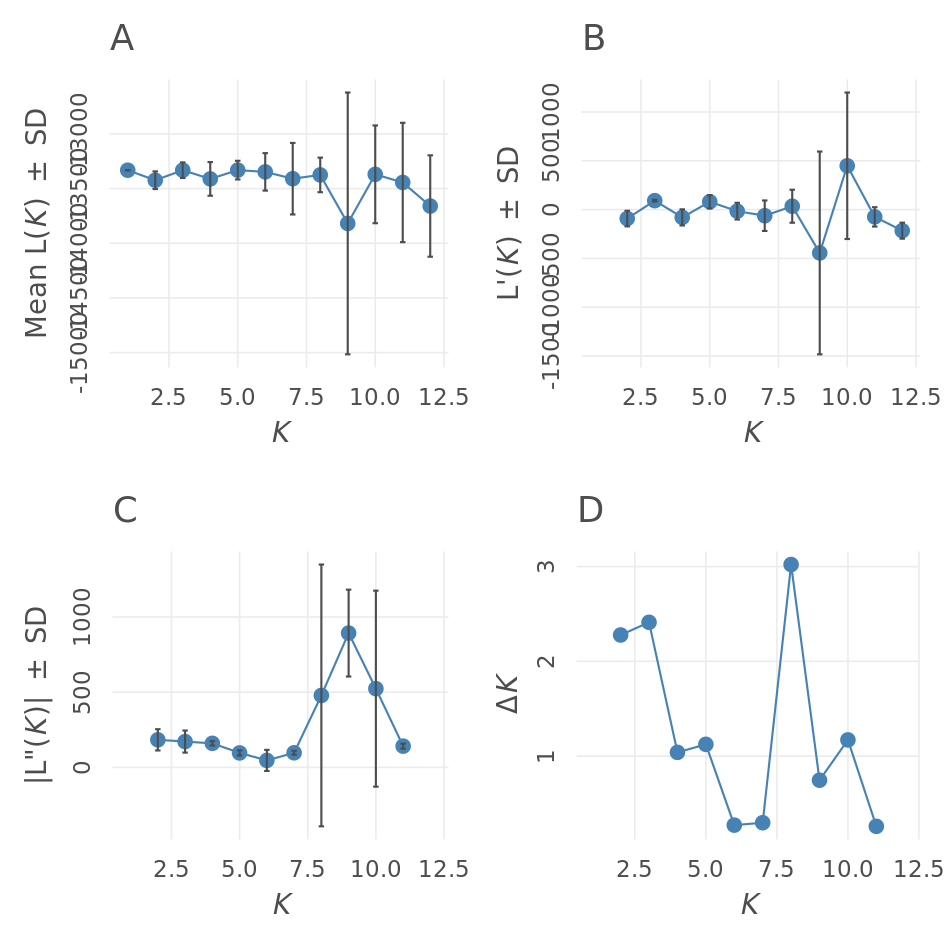 A
Mean L(K) ± SD
-13000
-13500
-14000
-14500
-15000
2.5 5.0 7.5 10.0 12.5
K
B
L'(K) ± SD
1000
500
0
-500
-1000
-1500
2.5 5.0 7.5 10.0 12.5
K
C
|L"(K)| ± SD
1000
500
0
2.5 5.0 7.5 10.0 12.5
K
D
ΔK
3
2
1
2.5 5.0 7.5 10.0 12.5
K